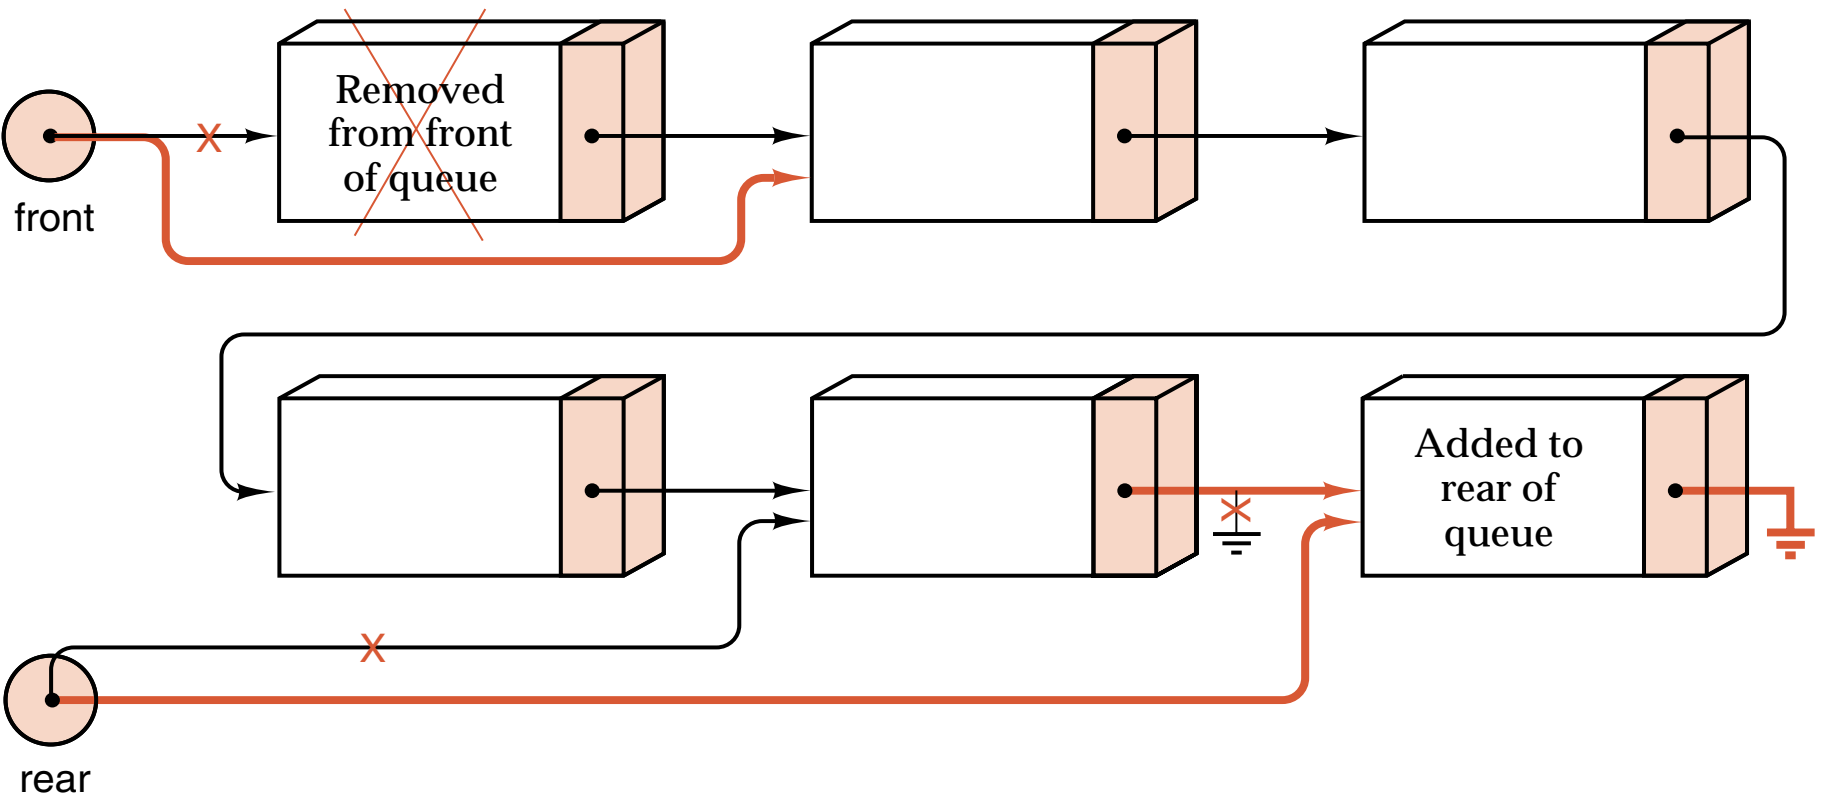 Removed
from front
of queue
front
Added to
rear of
queue
rear